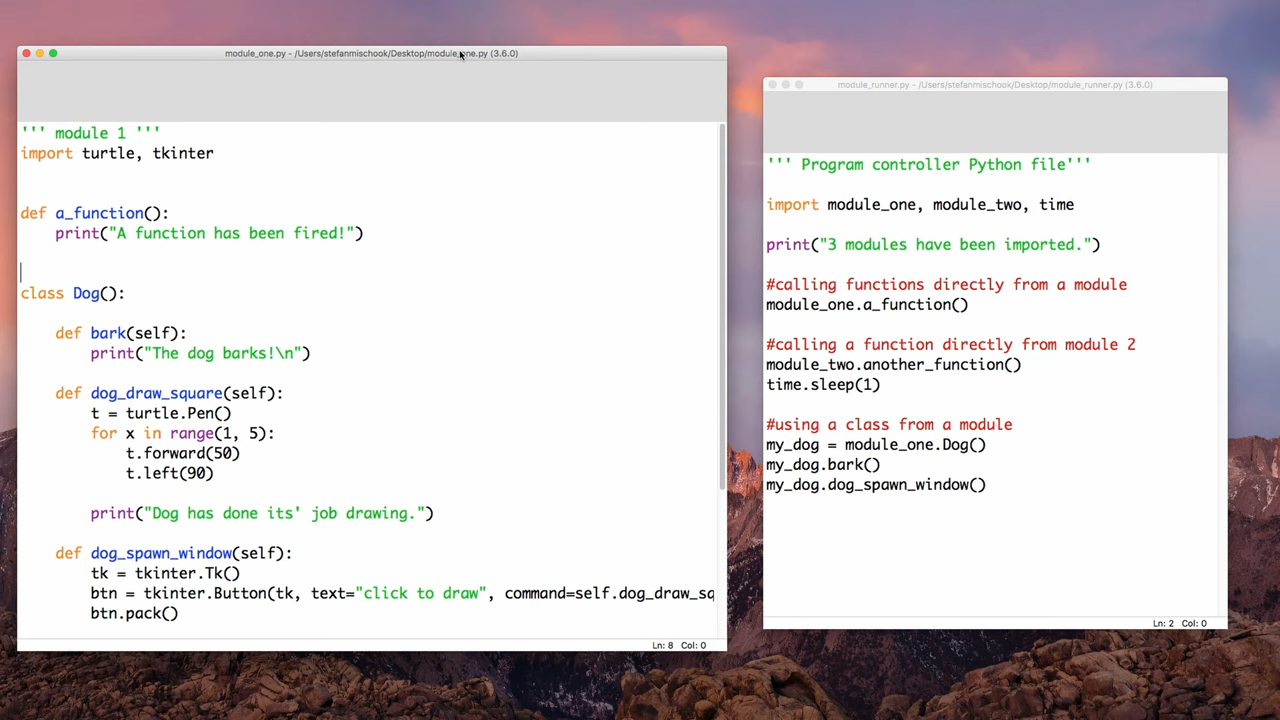 module_one.py - /Users/stefanmischook/Desktop/module_one.py (3.6.0)
''' module 1 '''
import turtle, tkinter
def a_function():
print("A function has been fired!")
class Dog():
def bark(self):
print("The dog barks!\n")
def dog_draw_square(self):
t = turtle.Pen()
for x in range(1, 5):
t.forward(50)
t.left(90)
print("Dog has done its' job drawing.")
def dog_spawn_window(self):
tk = tkinter.Tk()
btn = tkinter.Button(tk, text="click to draw", command=self.dog_draw_sq
btn.pack()
Ln: 8 Col: 0
module_runner.py - /Users/stefanmischook/Desktop/module_runner.py (3.6.0)
''' Program controller Python file'''
import module_one, module_two, time
print("3 modules have been imported.")
#calling functions directly from a module
module_one.a_function()
#calling a function directly from module 2
module_two.another_function()
time.sleep(1)
#using a class from a module
my_dog = module_one.Dog()
my_dog.bark()
my_dog.dog_spawn_window()
Ln: 2 Col: 0